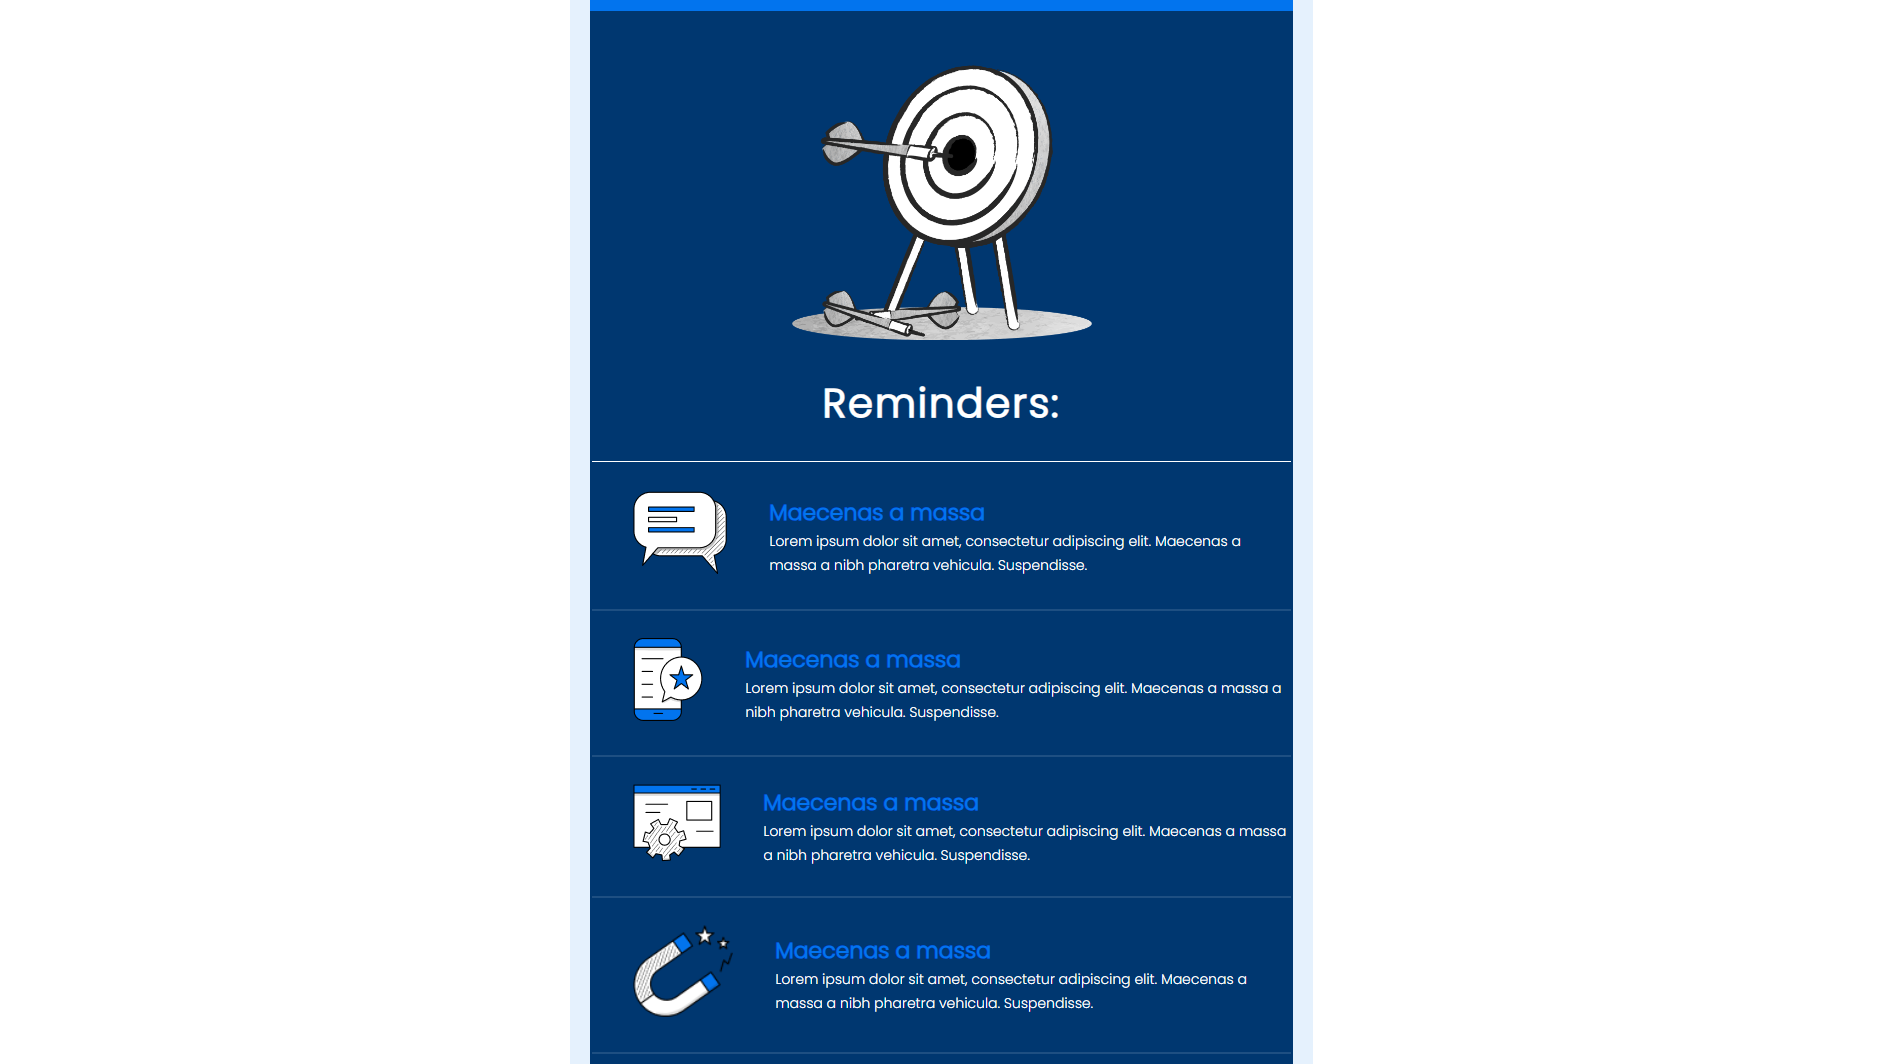 Reminders:
Maecenas a massa
Lorem ipsum dolor sit amet, consectetur adipiscing elit. Maecenas a
massa a nibh pharetra vehicula. Suspendisse.
Maecenas a massa
Lorem ipsum dolor sit amet, consectetur adipiscing elit. Maecenas a massa a
nibh pharetra vehicula. Suspendisse.
Maecenas a massa
Lorem ipsum dolor sit amet, consectetur adipiscing elit. Maecenas a massa
a nibh pharetra vehicula. Suspendisse.
Maecenas a massa
Lorem ipsum dolor sit amet, consectetur adipiscing elit. Maecenas a
massa a nibh pharetra vehicula. Suspendisse.